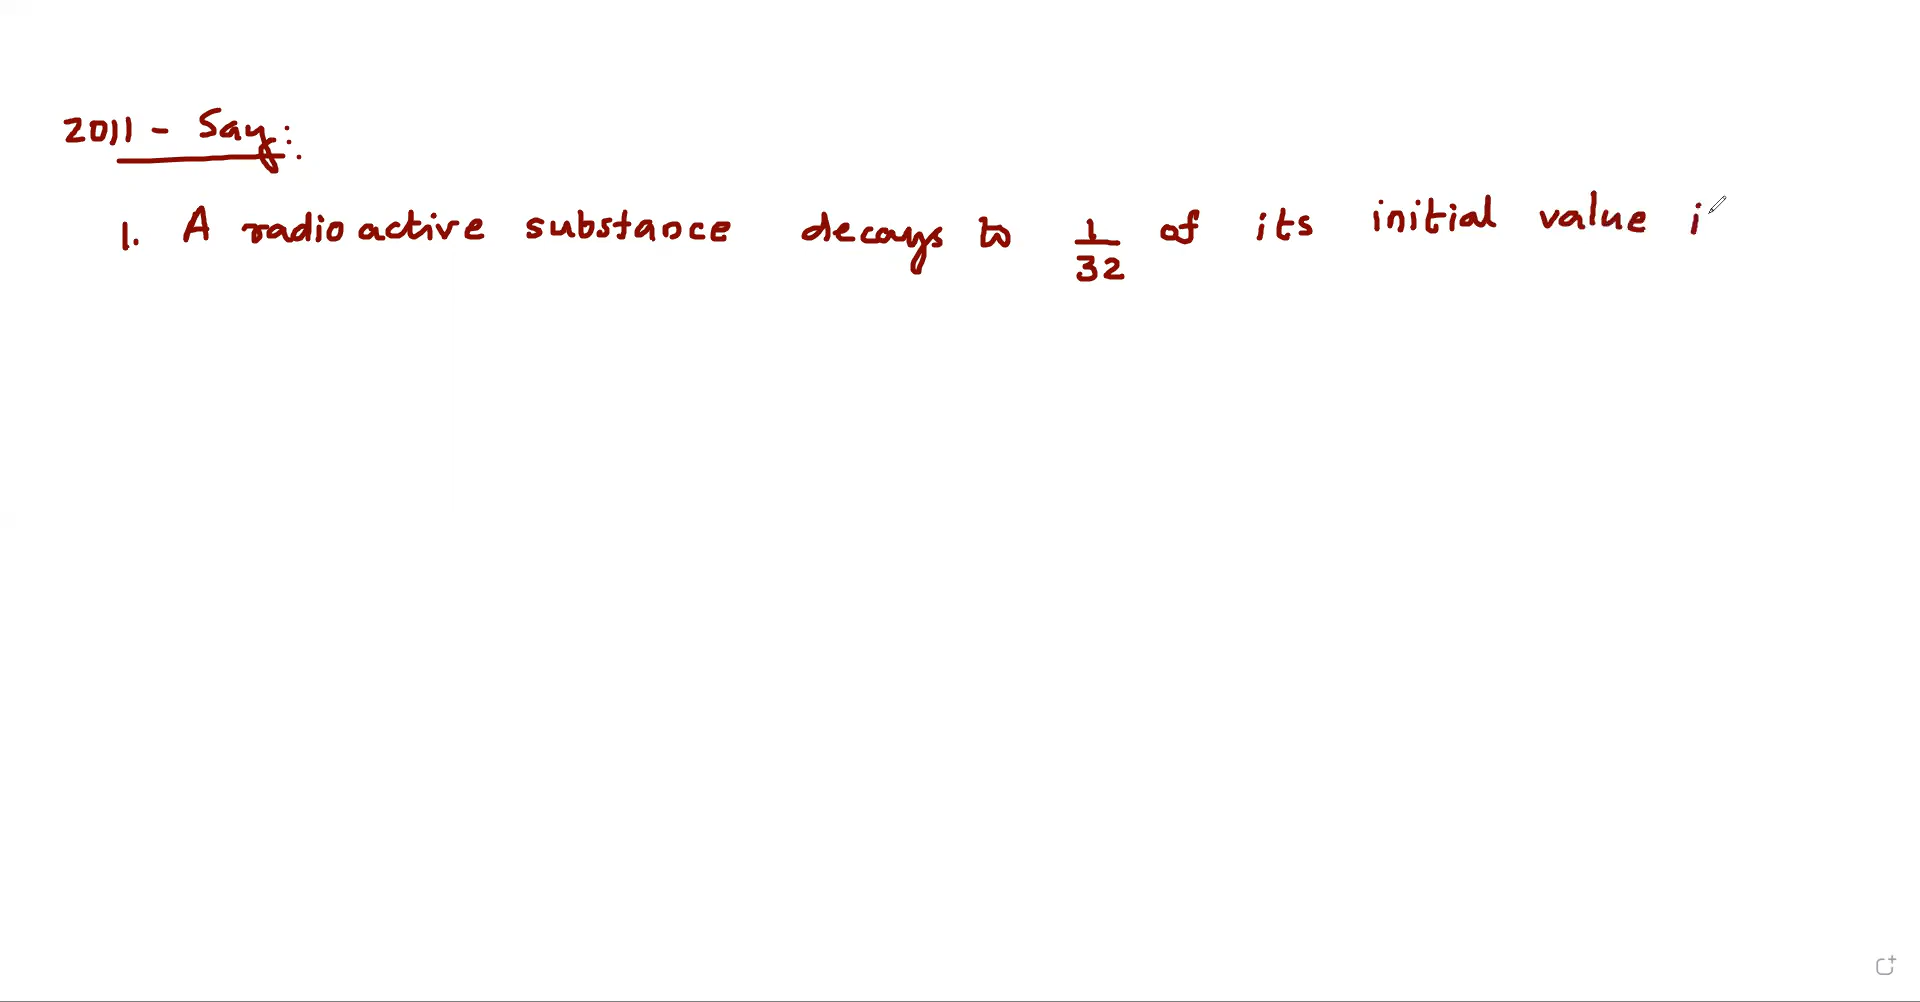 2011 - Say:
1. A radioactive substance decays to 1/32 of its initial value i